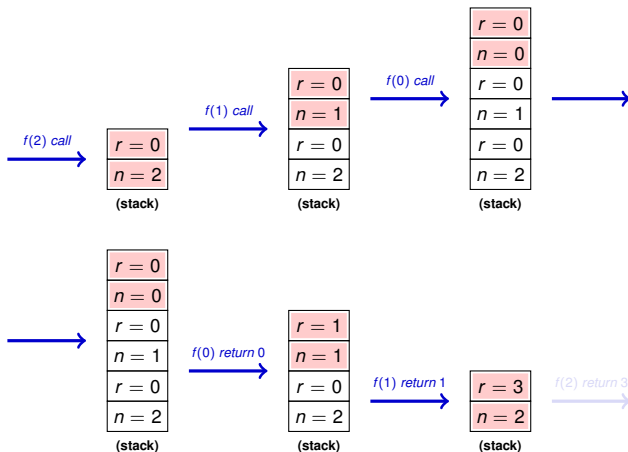 f(2) call
r = 0
n = 2
(stack)
f(1) call
r = 0
n = 1
r = 0
n = 2
(stack)
f(0) call
r = 0
n = 0
r = 0
n = 1
r = 0
n = 2
(stack)
r = 0
n = 0
r = 0
n = 1
r = 0
n = 2
(stack)
f(0) return 0
r = 1
n = 1
r = 0
n = 2
(stack)
f(1) return 1
r = 3
n = 2
(stack)
f(2) return 3